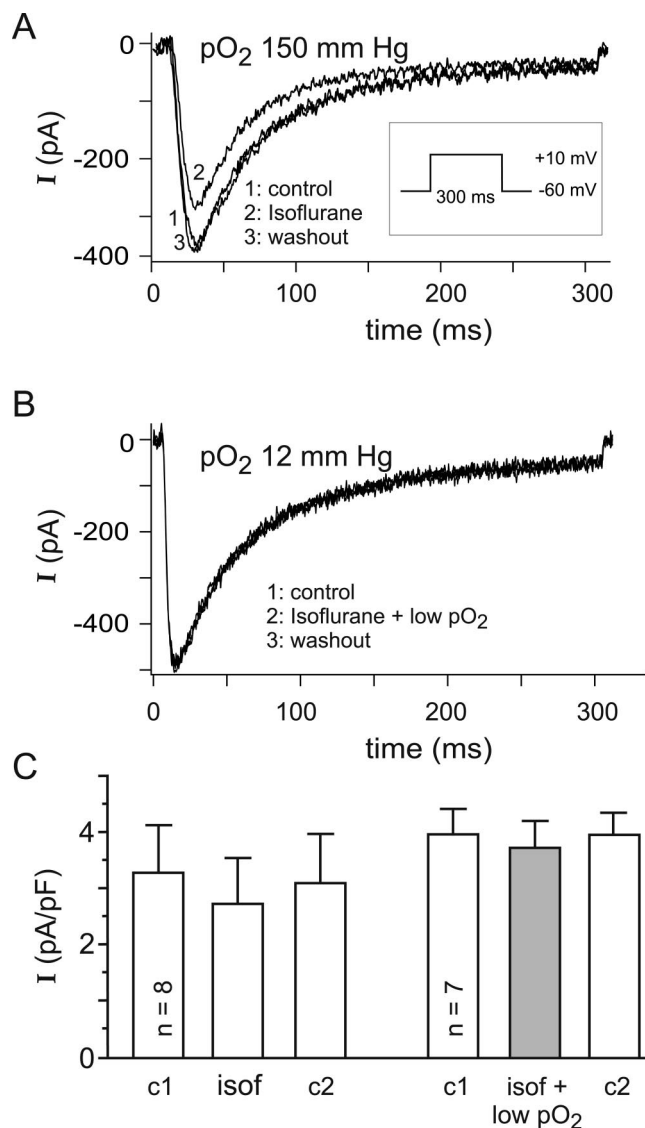 A
pO2 150 mm Hg
0
-200
-400
I (pA)
2
1
3
1: control
2: Isoflurane
3: washout
+10 mV
300 ms
-60 mV
0
100
200
300
time (ms)
B
pO2 12 mm Hg
0
-200
-400
I (pA)
1: control
2: Isoflurane + low pO2
3: washout
0
100
200
300
time (ms)
C
4
2
0
I (pA/pF)
n = 8
n = 7
c1
isof
c2
c1
isof +
low pO2
c2